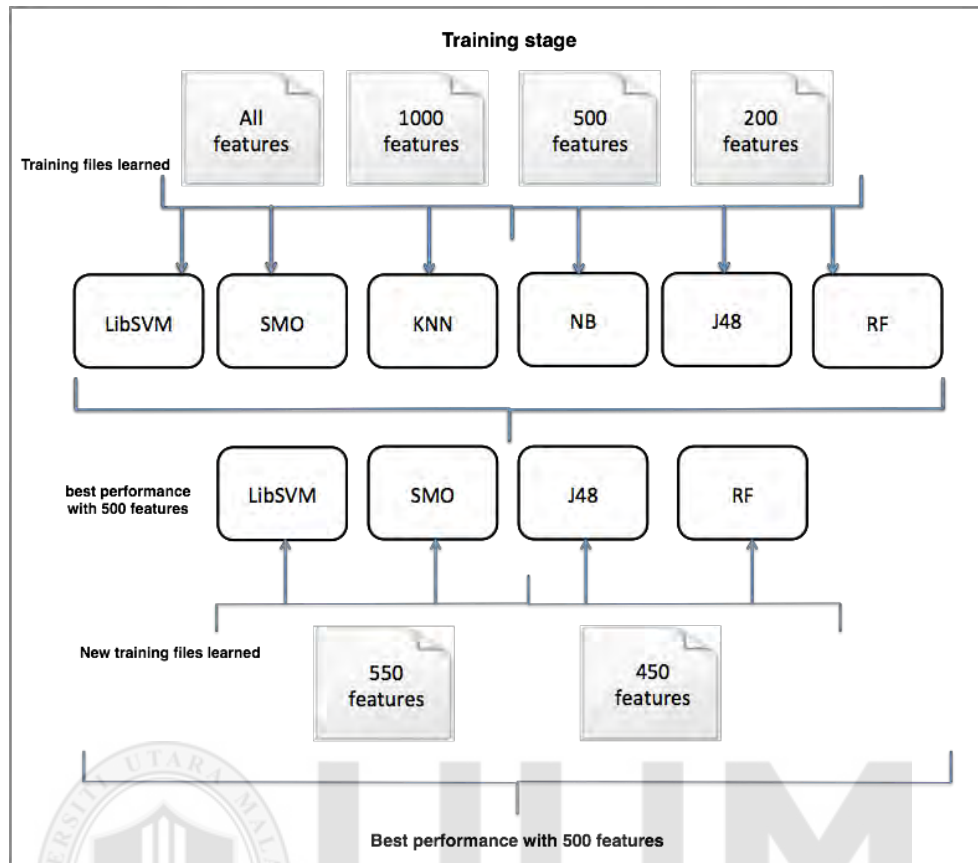 Training stage
All
features
1000
features
500
features
200
features
Training files learned
LibSVM
SMO
KNN
NB
J48
RF
best performance
with 500 features
LibSVM
SMO
J48
RF
New training files learned
550
features
450
features
UTARA
UUM
Best performance with 500 features